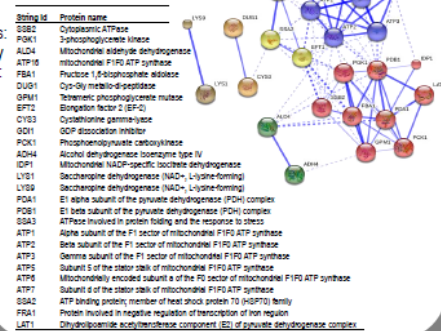 String Id Protein name
SSB2 Cytoplasmic ATPase
PGK1 3-phosphoglycerate kinase
ALD4 Mitochondrial aldehyde dehydrogenase
ATP16 mitochondrial F1F0 ATP synthase
FBA1 Fructose 1,6-bisphosphate aldolase
DUG1 Cys-Gly metallo-di-peptidase
GPM1 Tetrameric phosphoglycerate mutase
EFT2 Elongation factor 2 (EF-2)
CYS3 Cystathionine gamma-lyase
GDI1 GDP dissociation inhibitor
PCK1 Phosphoenolpyruvate carboxykinase
ADH4 Alcohol dehydrogenase isoenzyme type IV
IDP1 Mitochondrial NADP-specific isocitrate dehydrogenase
LYS1 Saccharopine dehydrogenase (NAD+, L-lysine-forming)
LYS9 Saccharopine dehydrogenase (NAD+, L-lysine-forming)
PDA1 E1 alpha subunit of the pyruvate dehydrogenase (PDH) complex
PDB1 E1 beta subunit of the pyruvate dehydrogenase (PDH) complex
SSA3 ATPase involved in protein folding and the response to stress
ATP1 Alpha subunit of the F1 sector of mitochondrial F1F0 ATP synthase
ATP2 Beta subunit of the F1 sector of mitochondrial F1F0 ATP synthase
ATP3 Gamma subunit of the F1 sector of mitochondrial F1F0 ATP synthase
ATP5 Subunit 5 of the stator stalk of mitochondrial F1F0 ATP synthase
ATP6 Mitochondrially encoded subunit a of the F0 sector of mitochondrial F1F0 ATP synthase
ATP7 Subunit d of the stator stalk of mitochondrial F1F0 ATP synthase
SSA2 ATP binding protein; member of heat shock protein 70 (HSP70) family
FRA1 Protein involved in negative regulation of transcription of iron regulon
LAT1 Dihydrolipoamide acetyltransferase component (E2) of pyruvate dehydrogenase complex
LYS9
DUG1
SSA2
ATP3
EFT2
PGK1
PDB1
IDP1
LYS1
CYS3
SSB2
FBA1
PDA1
LAT
ALD4
GPM1
PCK1
ADH4